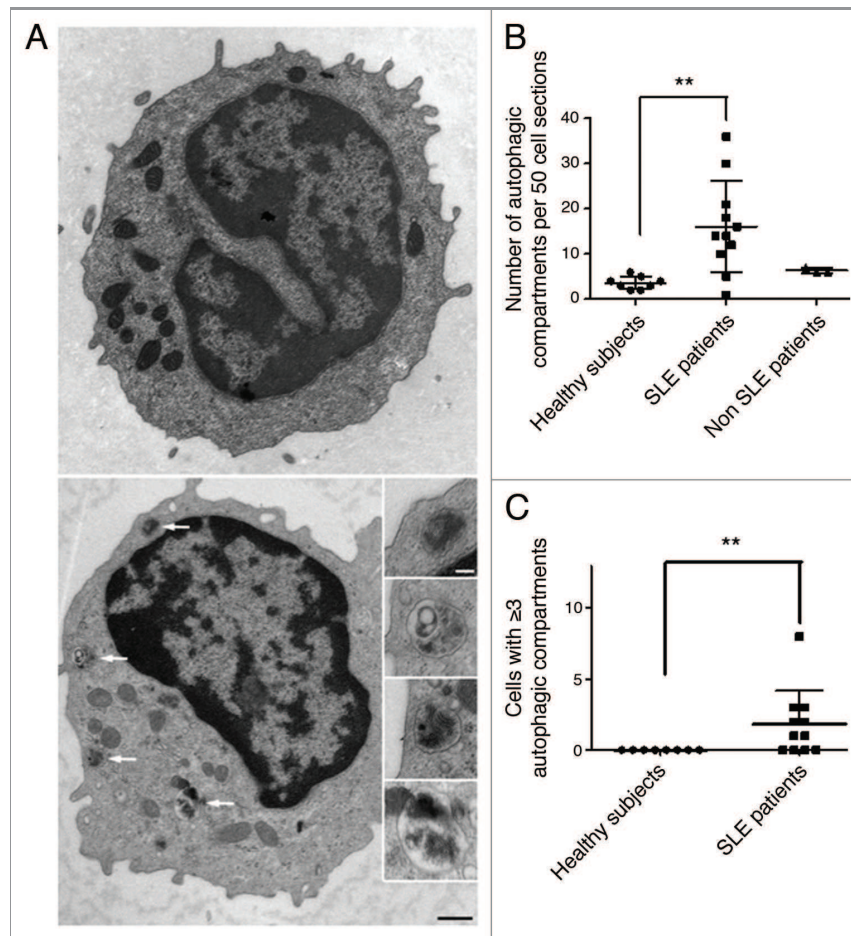 A
B
Number of autophagic
compartments per 50 cell sections
**
40
30
20
10
0
Healthy subjects
SLE patients
Non SLE patients
C
Cells with ≥3
autophagic compartments
**
10
5
0
Healthy subjects
SLE patients